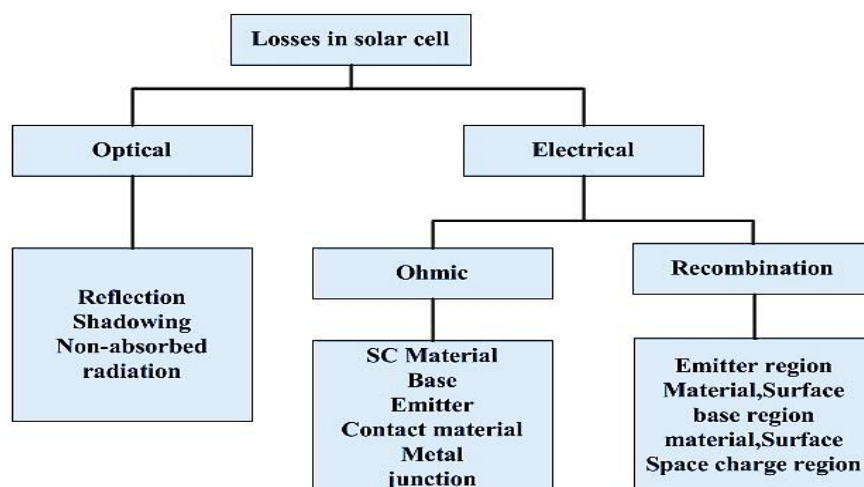 Losses in solar cell
Optical
Electrical
Reflection
Shadowing
Non-absorbed
radiation
Ohmic
Recombination
SC Material
Base
Emitter
Contact material
Metal
junction
Emitter region
Material,Surface
base region
material,Surface
Space charge region